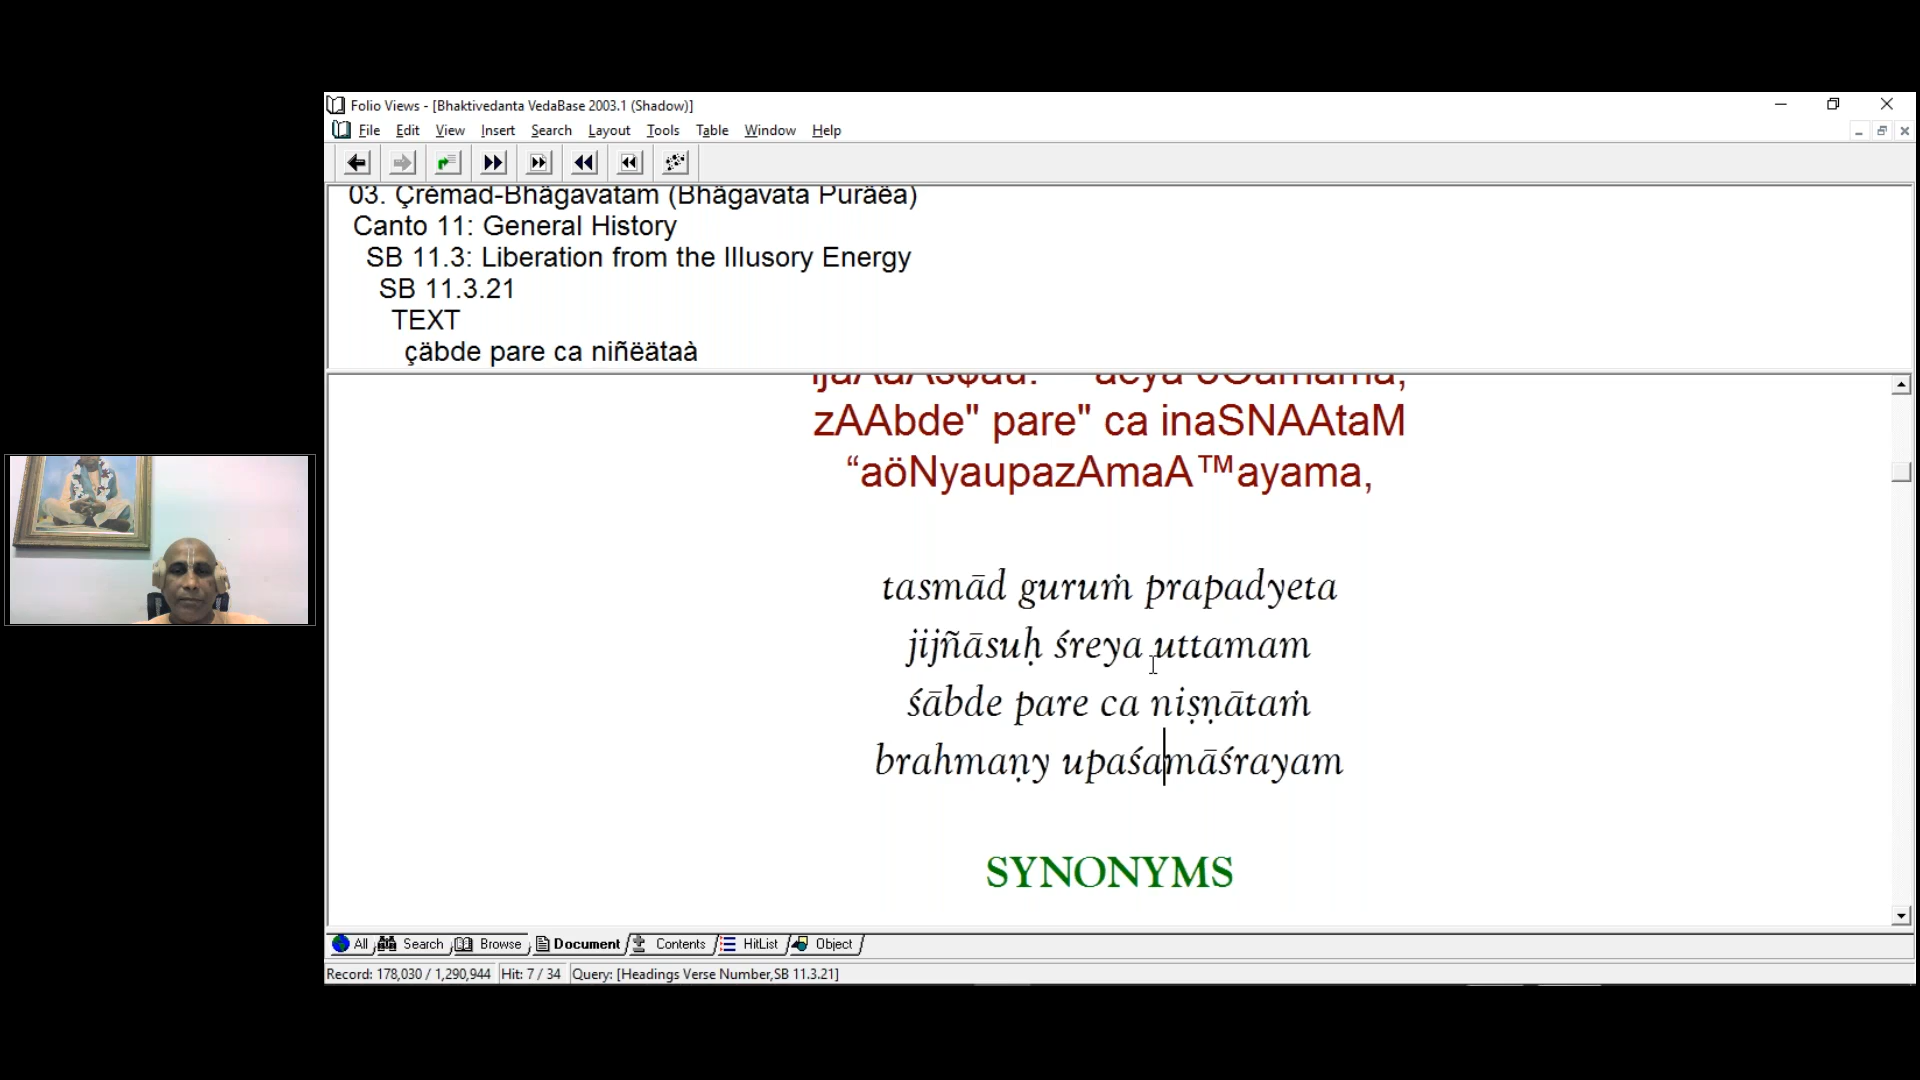 Folio Views - [Bhaktivedanta VedaBase 2003.1 (Shadow)]
File Edit View Insert Search Layout Tools Table Window Help
03. Çrémad-Bhägavatam (Bhägavata Puräëa)
Canto 11: General History
SB 11.3: Liberation from the Illusory Energy
SB 11.3.21
TEXT
çäbde pare ca niñëätaà
zAAbde" pare" ca inaSNAAtaM
“aöNyaupazAmaA™ayama,
tasmād guruṁ prapadyeta
jijñāsuḥ śreya uttamam
śābde pare ca niṣṇātaṁ
brahmaṇy upaśamāśrayam
SYNONYMS
All Search Browse Document Contents HitList Object
Record: 178,030 / 1,290,944 Hit: 7 / 34 Query: [Headings Verse Number,SB 11.3.21]